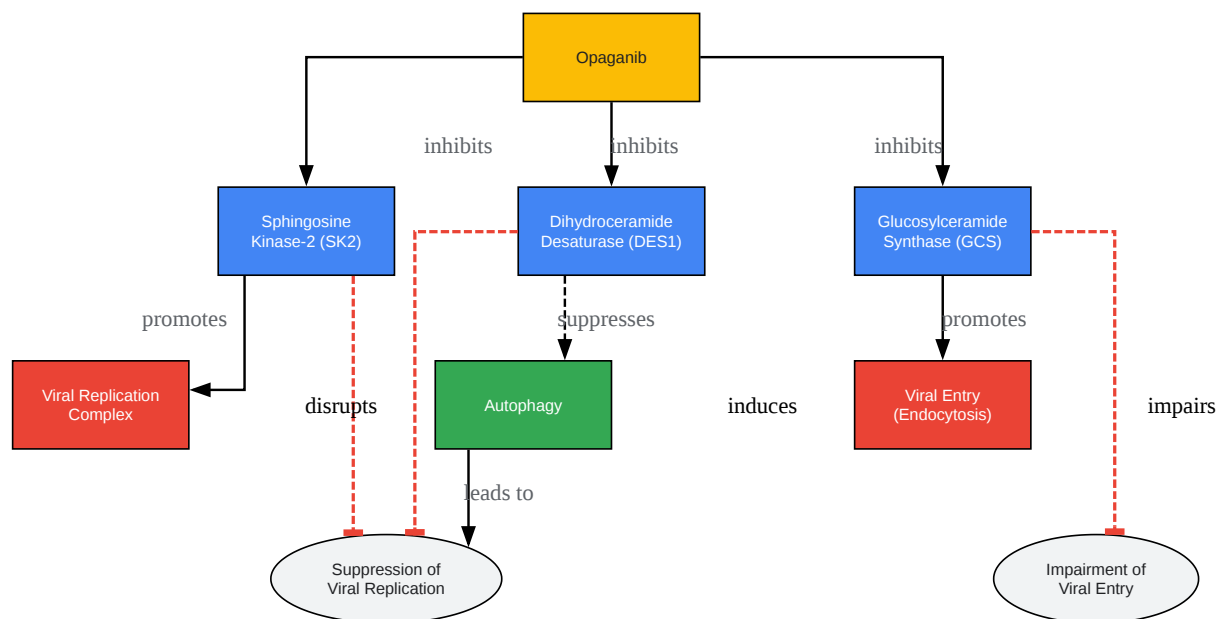 Opaganib
inhibits
inhibits
inhibits
Sphingosine
Kinase-2 (SK2)
Dihydroceramide
Desaturase (DES1)
Glucosylceramide
Synthase (GCS)
promotes
suppresses
promotes
Viral Replication
Complex
disrupts
Autophagy
induces
Viral Entry
(Endocytosis)
impairs
leads to
Suppression of
Viral Replication
Impairment of
Viral Entry